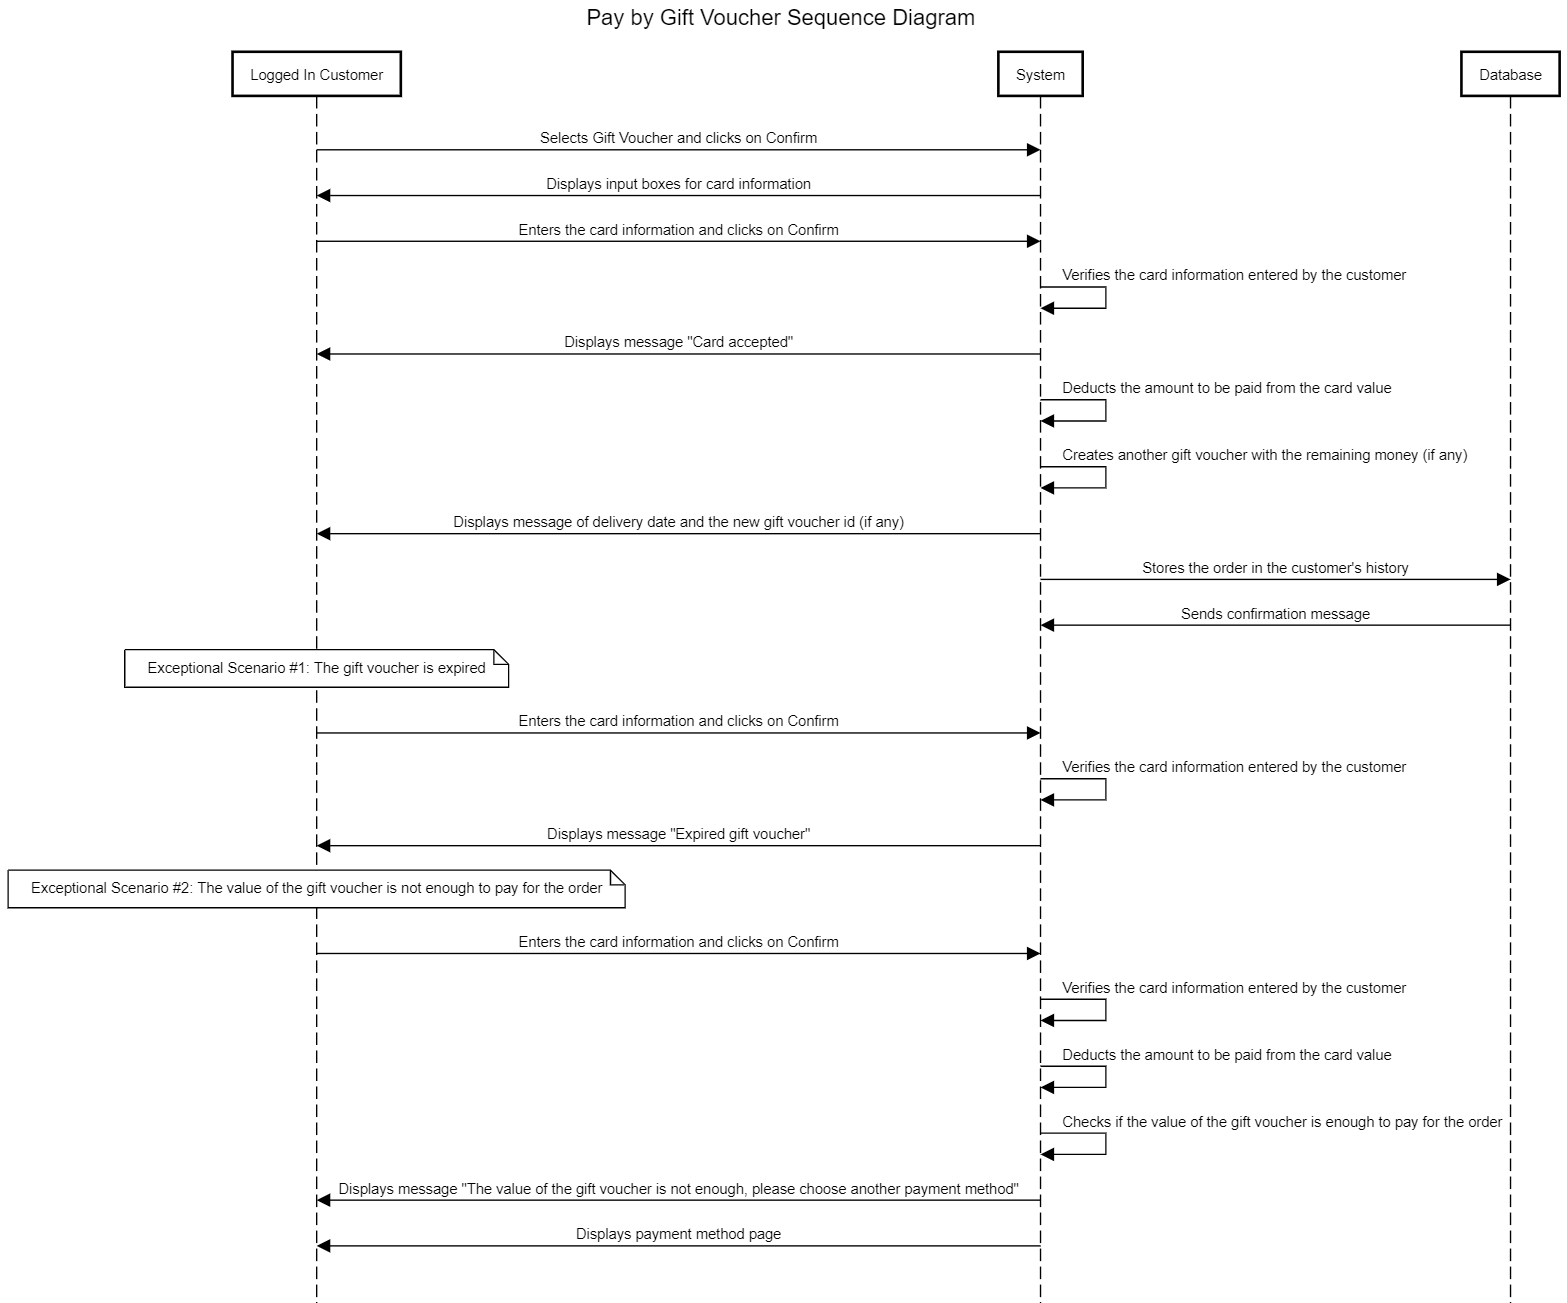 Pay by Gift Voucher Sequence Diagram
Logged In Customer
System
Database
Selects Gift Voucher and clicks on Confirm
Displays input boxes for card information
Enters the card information and clicks on Confirm
Verifies the card information entered by the customer
Displays message "Card accepted"
Deducts the amount to be paid from the card value
Creates another gift voucher with the remaining money (if any)
Displays message of delivery date and the new gift voucher id (if any)
Stores the order in the customer's history
Sends confirmation message
Exceptional Scenario #1: The gift voucher is expired
Enters the card information and clicks on Confirm
Verifies the card information entered by the customer
Displays message "Expired gift voucher"
Exceptional Scenario #2: The value of the gift voucher is not enough to pay for the order
Enters the card information and clicks on Confirm
Verifies the card information entered by the customer
Deducts the amount to be paid from the card value
Checks if the value of the gift voucher is enough to pay for the order
Displays message "The value of the gift voucher is not enough, please choose another payment method"
Displays payment method page